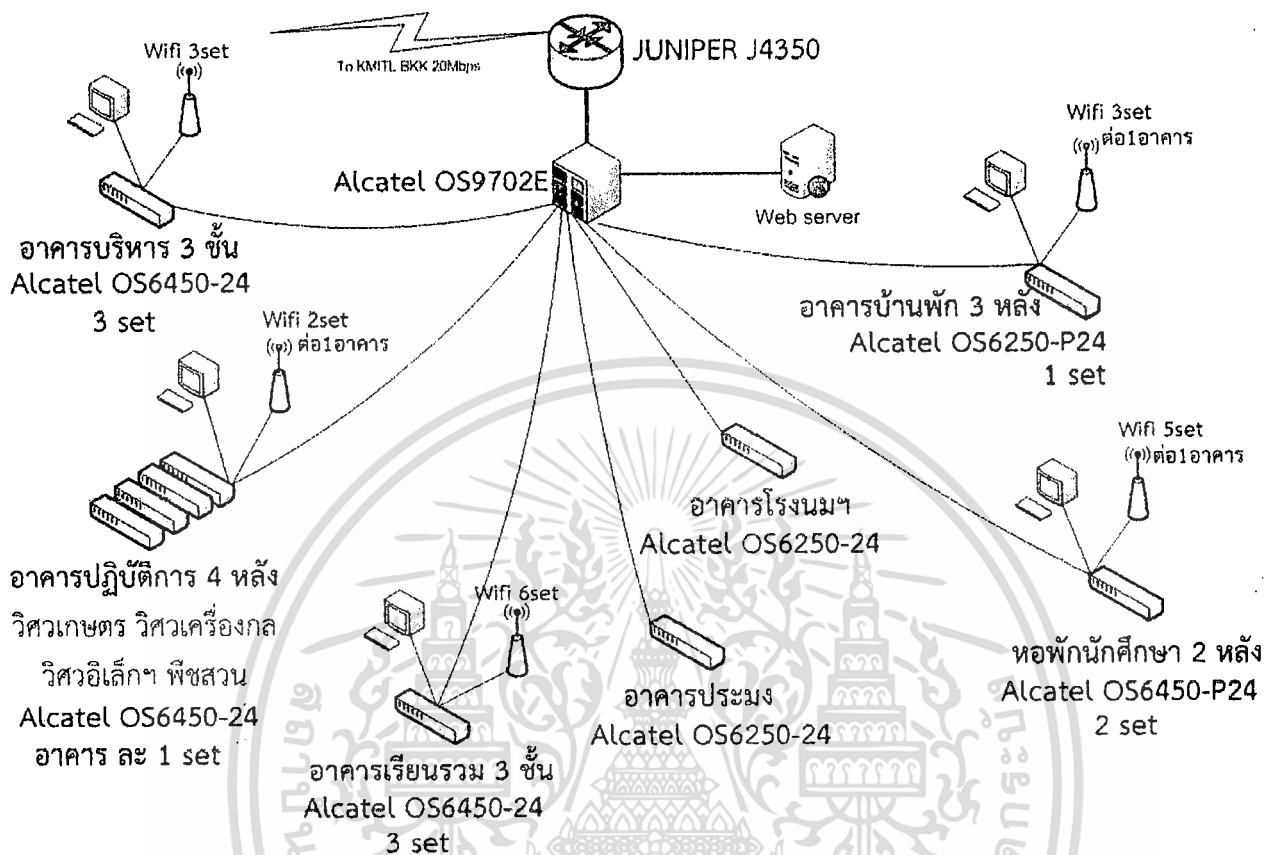 JUNIPER J4350
To KMITL BKK 20Mbps
Wifi 3set
Alcatel OS9702E
Web server
Wifi 3set
ต่อ1อาคาร
อาคารบริหาร 3 ชั้น
Alcatel OS6450-24
3 set
อาคารบ้านพัก 3 หลัง
Alcatel OS6250-P24
1 set
Wifi 2set
ต่อ1อาคาร
อาคารปฏิบัติการ 4 หลัง
วิศวเกษตร วิศวเครื่องกล
วิศวอิเล็กฯ พืชสวน
Alcatel OS6450-24
อาคาร ละ 1 set
Wifi 6set
อาคารเรียนรวม 3 ชั้น
Alcatel OS6450-24
3 set
อาคารโรงนมฯ
Alcatel OS6250-24
อาคารประมง
Alcatel OS6250-24
Wifi 5set
ต่อ1อาคาร
หอพักนักศึกษา 2 หลัง
Alcatel OS6450-P24
2 set